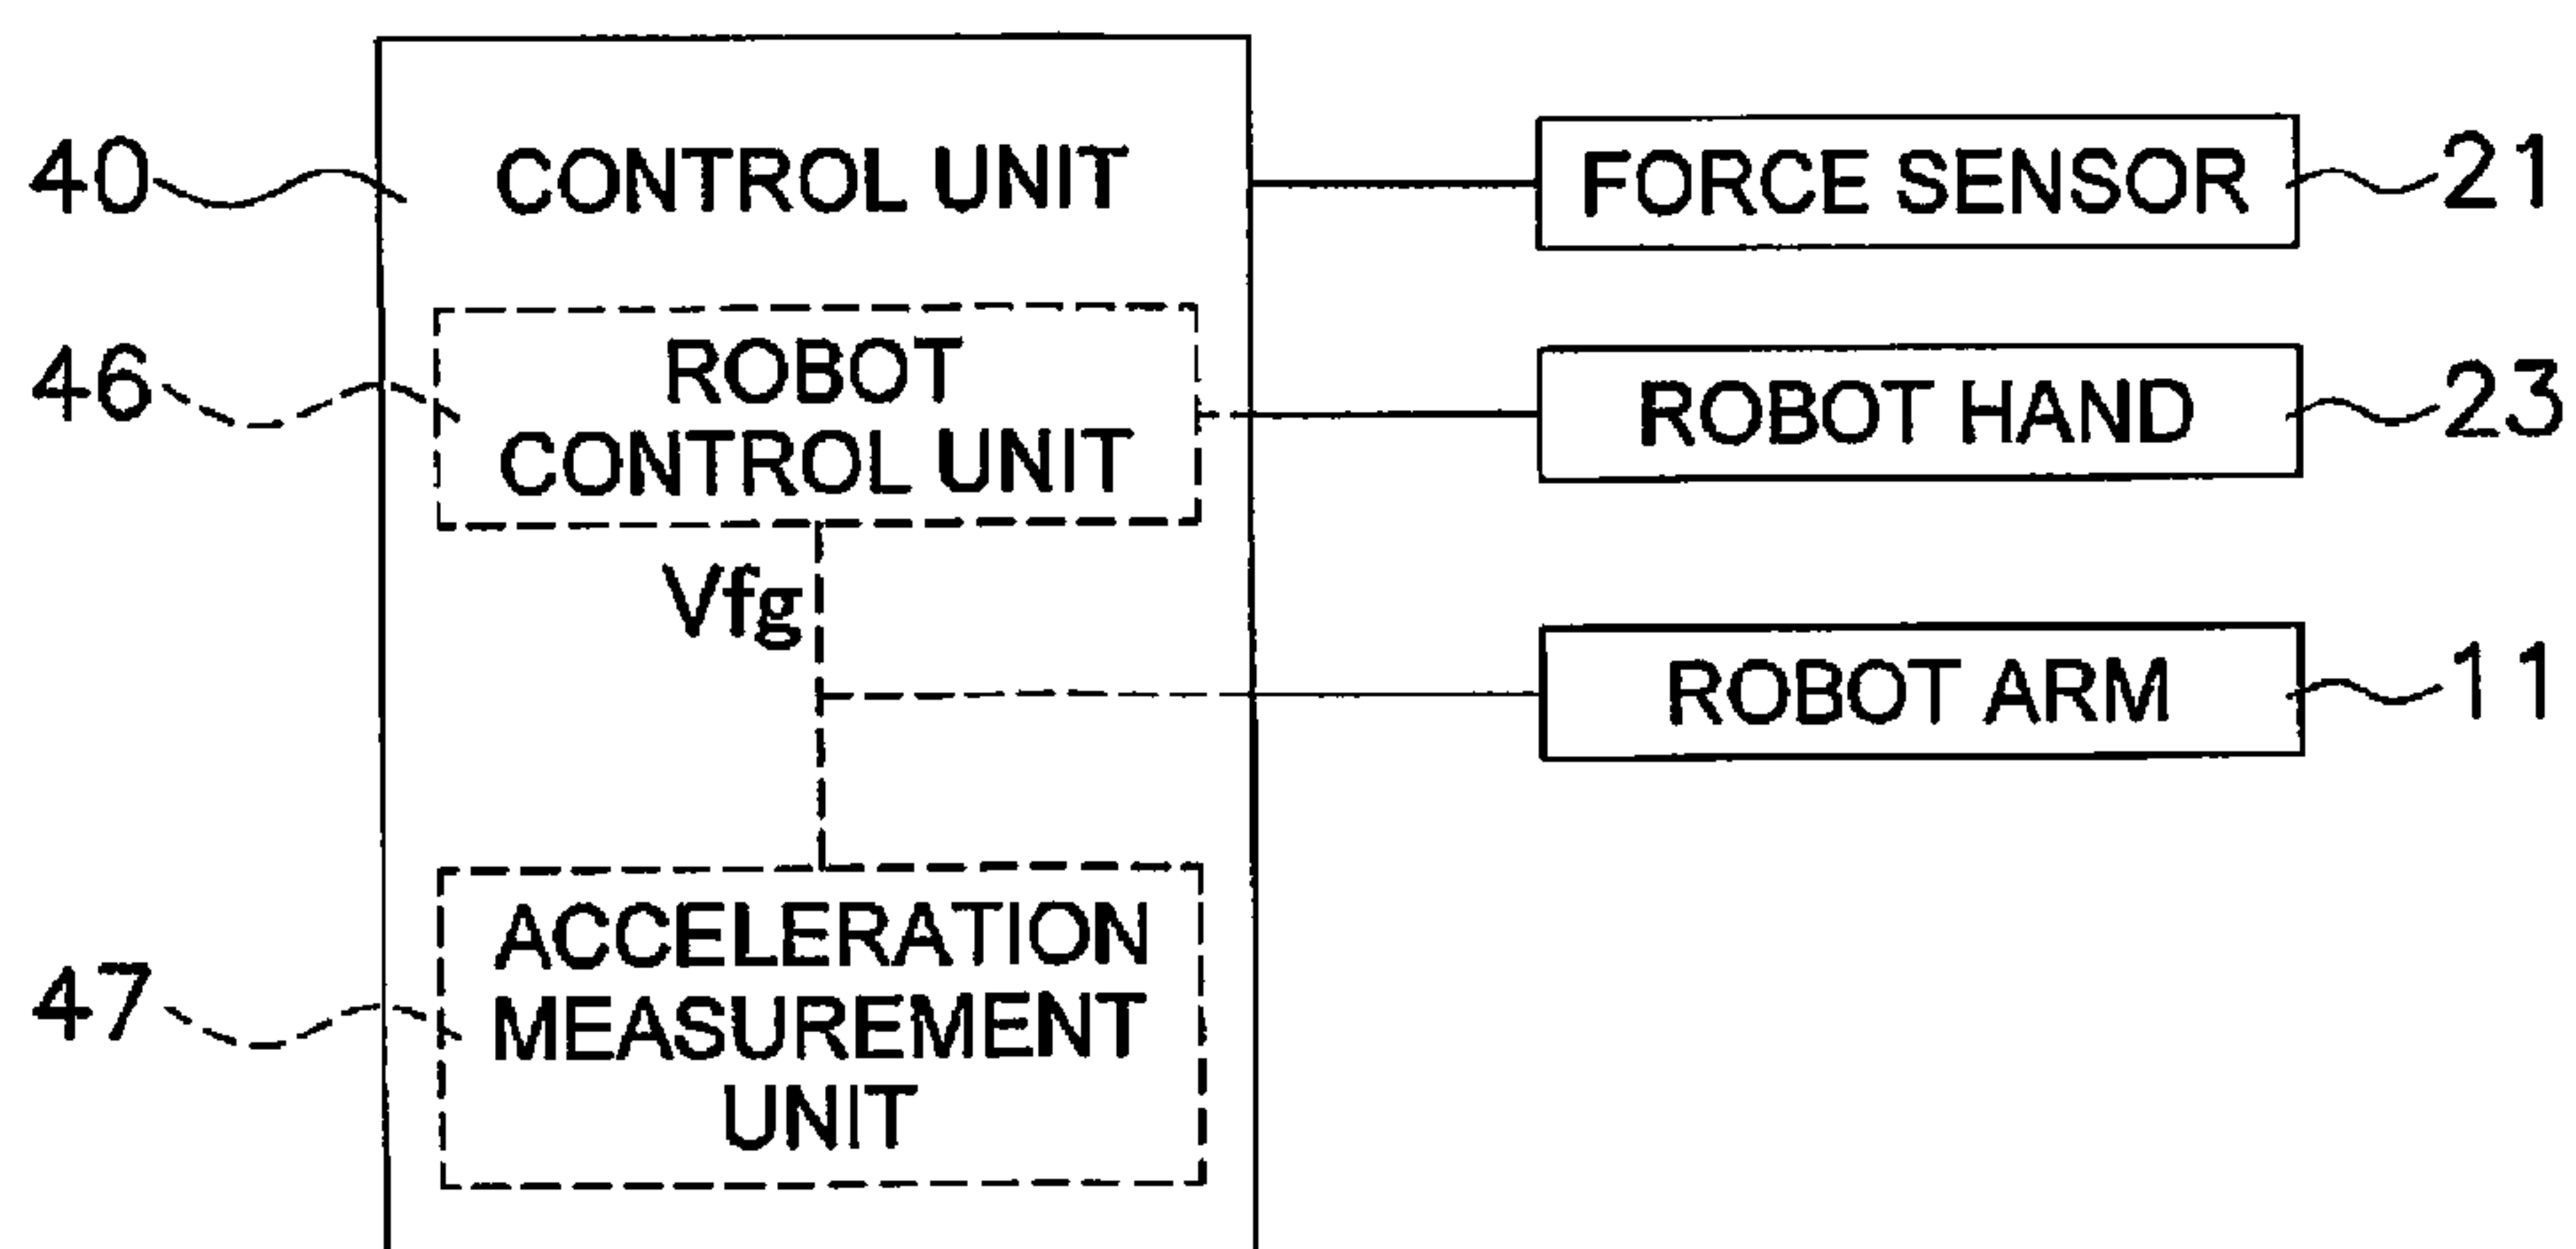 40
CONTROL UNIT
FORCE SENSOR
21
46
ROBOT
CONTROL UNIT
ROBOT HAND
23
Vfg
ROBOT ARM
11
47
ACCELERATION
MEASUREMENT
UNIT